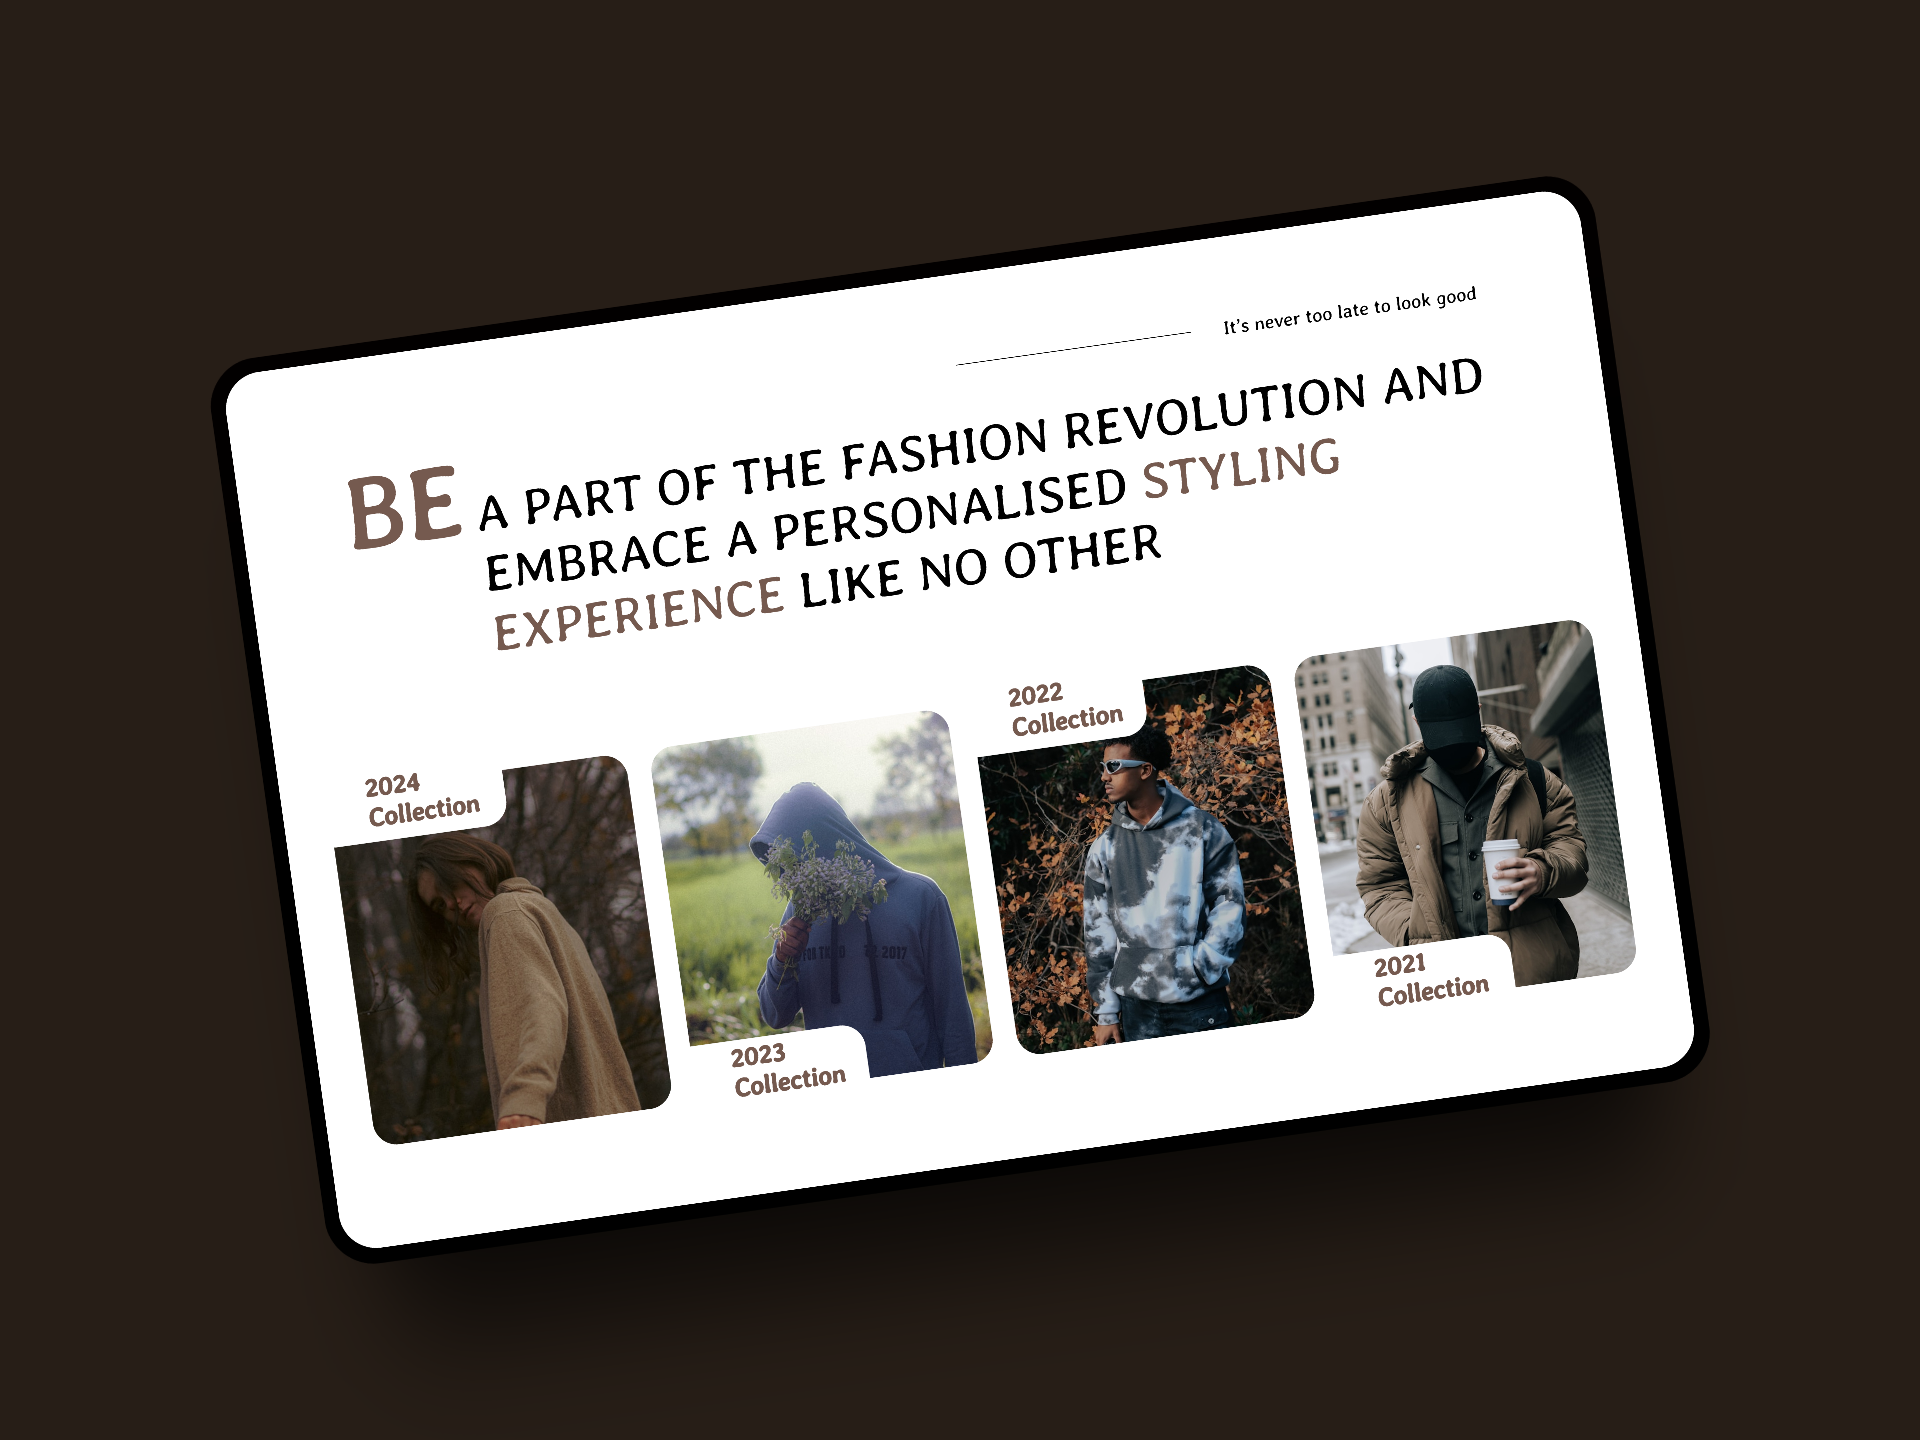 It's never too late to look good
BE A PART OF THE FASHION REVOLUTION AND
EMBRACE A PERSONALISED STYLING
EXPERIENCE LIKE NO OTHER
2024
Collection
2023
Collection
2017
2022
Collection
2021
Collection